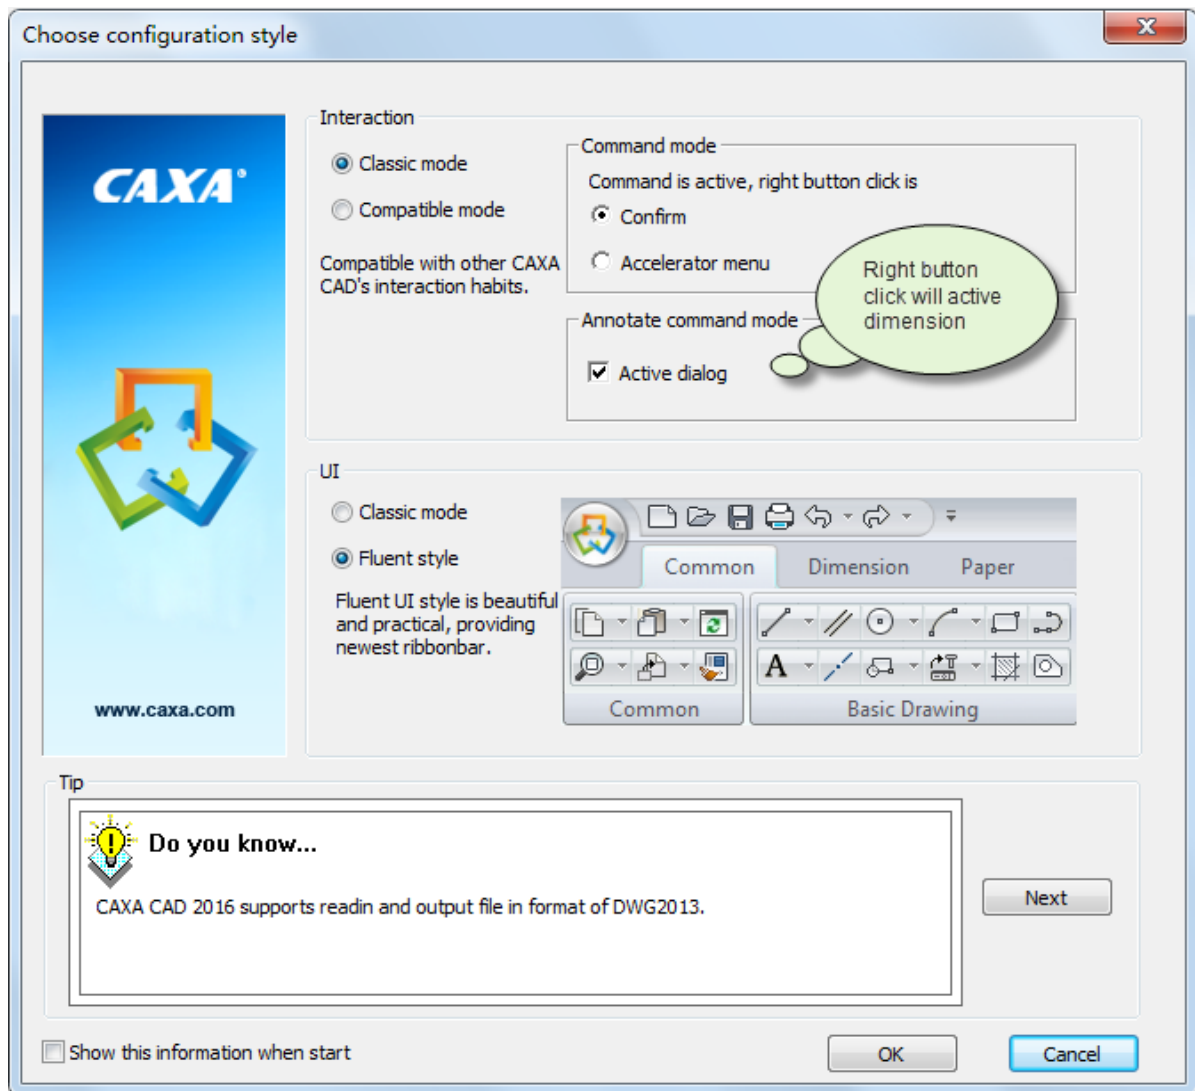 Choose configuration style
CAXA®
www.caxa.com
Interaction
Classic mode
Compatible mode
Compatible with other CAXA
CAD's interaction habits.
Command mode
Command is active, right button click is
Confirm
Accelerator menu
Right button
click will active
dimension
Annotate command mode
Active dialog
UI
Classic mode
Fluent style
Fluent UI style is beautiful
and practical, providing
newest ribbonbar.
Common
Dimension
Paper
A
Common
Basic Drawing
Tip
Do you know...
CAXA CAD 2016 supports readin and output file in format of DWG2013.
Next
Show this information when start
OK
Cancel